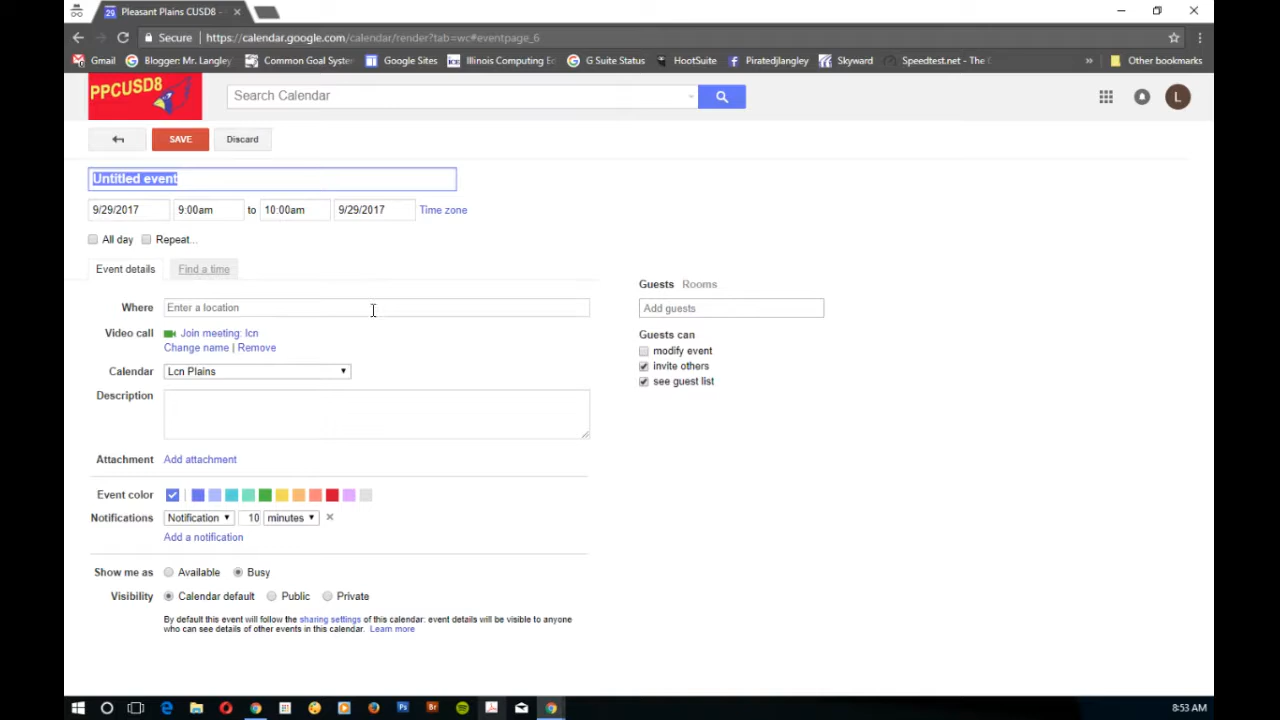 29 Pleasant Plains CUSD8 -
Secure https://calendar.google.com/calendar/render?tab=wc#eventpage_6
Gmail Blogger: Mr. Langley Common Goal Syste Google Sites Illinois Computing E G Suite Status HootSuite Piratedjlangley Skyward Speedtest.net - The » Other bookmarks
PPCUSD8
Search Calendar
L
SAVE Discard
Untitled event
9/29/2017 9:00am to 10:00am 9/29/2017 Time zone
All day Repeat...
Event details Find a time
Guests Rooms
Where Enter a location
Add guests
Video call Join meeting: lcn
Change name | Remove
Guests can
modify event
invite others
see guest list
Calendar Lcn Plains
Description
Attachment Add attachment
Event color
Notifications Notification 10 minutes
Add a notification
Show me as Available Busy
Visibility Calendar default Public Private
By default this event will follow the sharing settings of this calendar: event details will be visible to anyone
who can see details of other events in this calendar. Learn more
8:53 AM